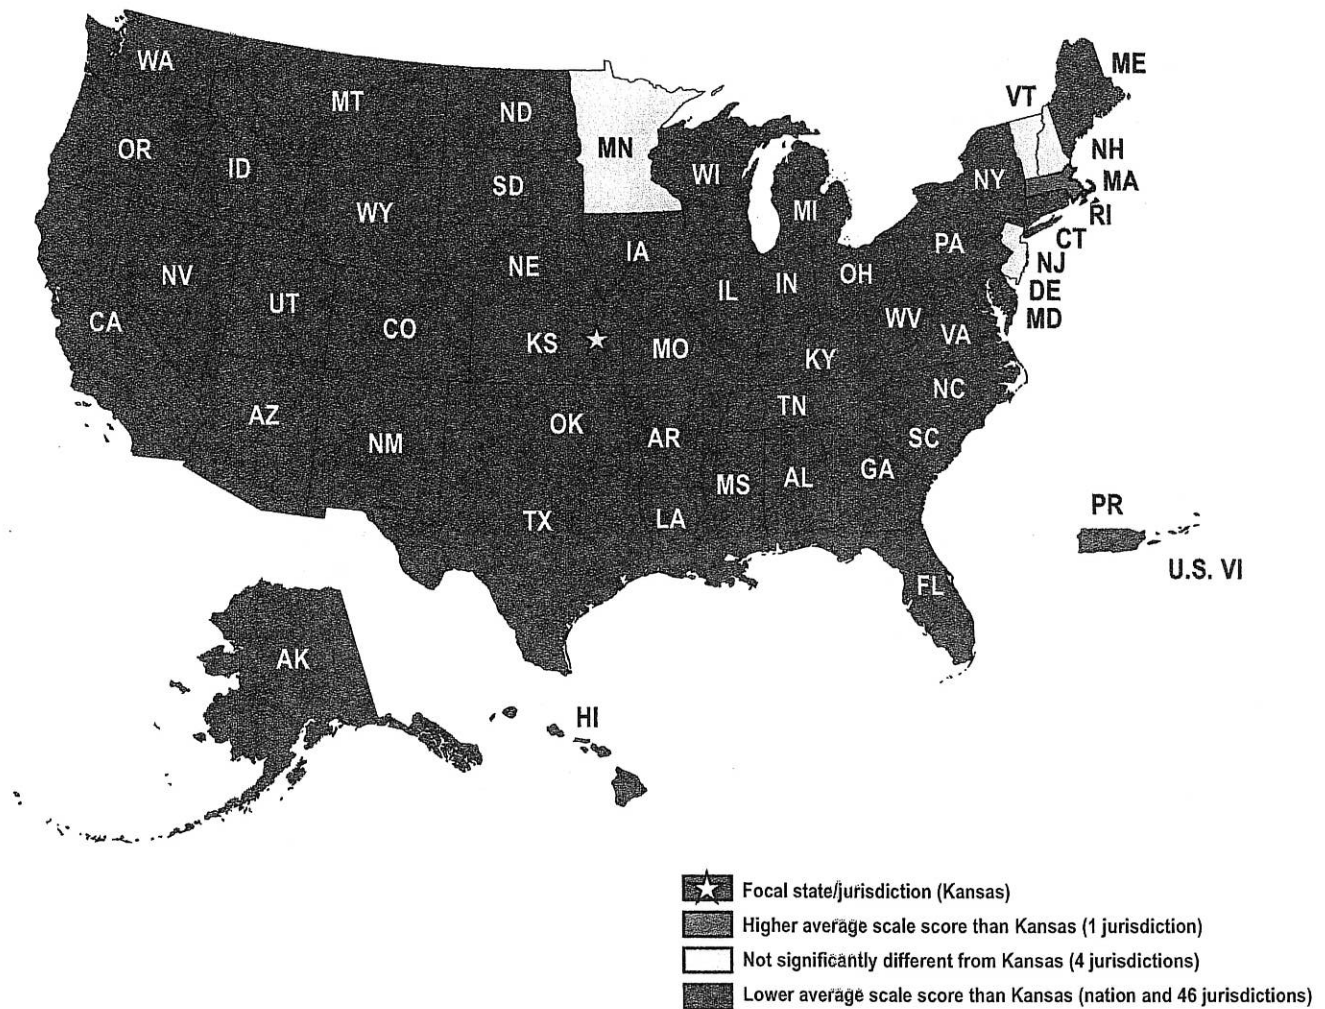 WA
MT
ND
MN
ME
VT
OR
ID
SD
WI
NY
NH
MA
WY
MI
RI
CT
PA
NJ
IA
NE
NV
UT
IL
IN
OH
DE
MD
CA
CO
KS
MO
WV
VA
KY
NC
AZ
NM
OK
AR
TN
SC
MS
AL
GA
TX
LA
PR
U.S. VI
FL
AK
HI
Focal state/jurisdiction (Kansas)
Higher average scale score than Kansas (1 jurisdiction)
Not significantly different from Kansas (4 jurisdictions)
Lower average scale score than Kansas (nation and 46 jurisdictions)